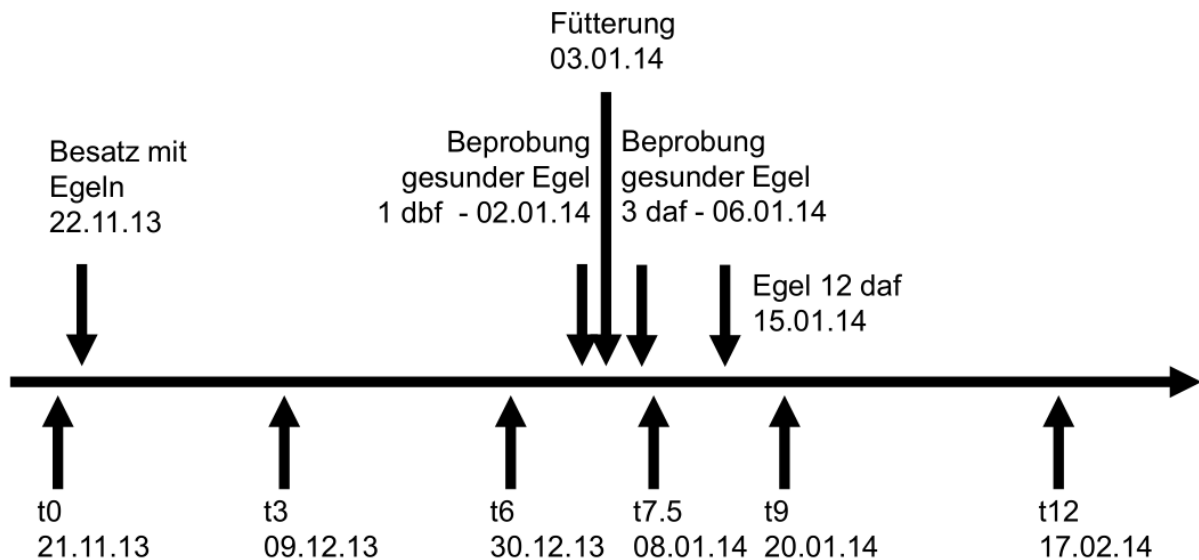 Fütterung
03.01.14
Besatz mit
Egeln
22.11.13
Beprobung
gesunder Egel
1 dbf - 02.01.14
Beprobung
gesunder Egel
3 daf - 06.01.14
Egel 12 daf
15.01.14
t0
21.11.13
t3
09.12.13
t6
30.12.13
t7.5
08.01.14
t9
20.01.14
t12
17.02.14